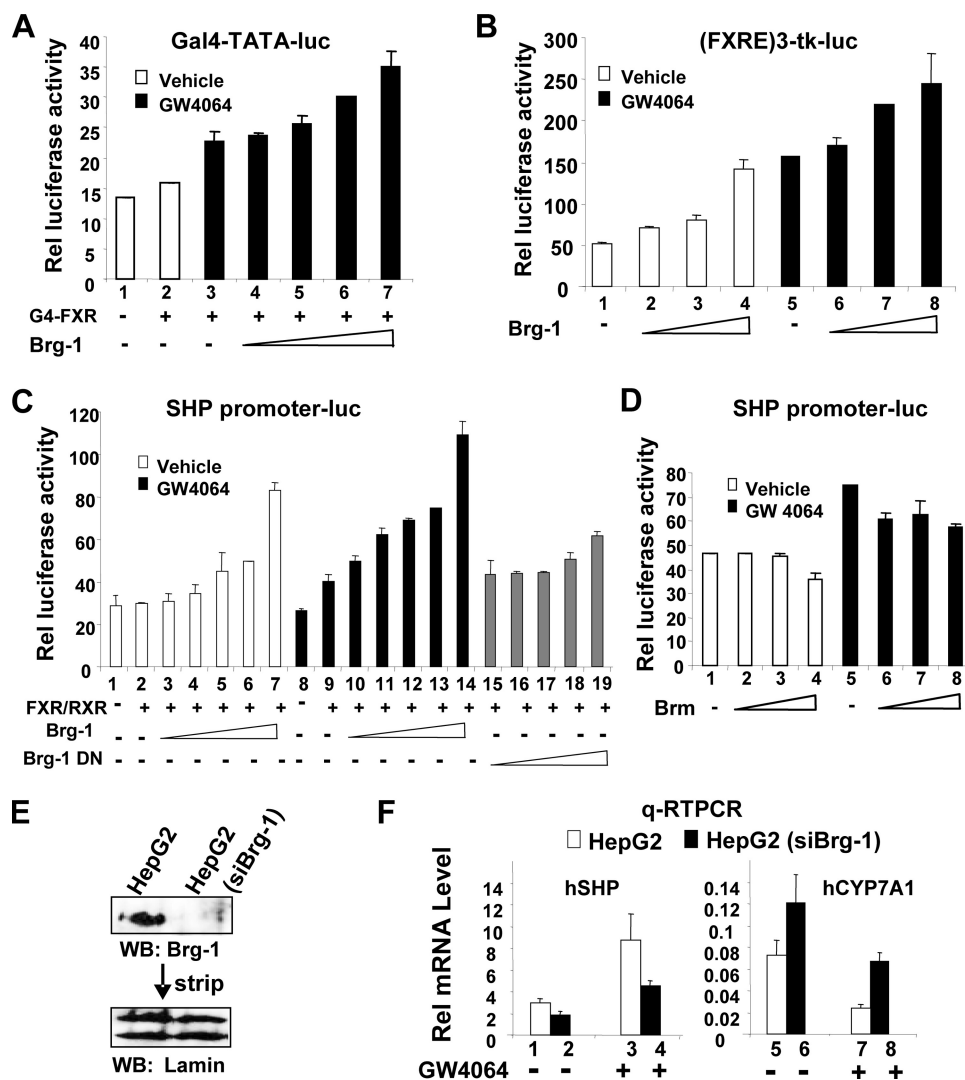 A
Gal4-TATA-luc
Rel luciferase activity
40
35
30
25
20
15
10
5
0
Vehicle
GW4064
1 2 3 4 5 6 7
G4-FXR - + + + + + +
Brg-1 - - -
B
(FXRE)3-tk-luc
Rel luciferase activity
300
250
200
150
100
50
0
Vehicle
GW4064
1 2 3 4 5 6 7 8
Brg-1 - -
C
SHP promoter-luc
Rel luciferase activity
120
100
80
60
40
20
0
Vehicle
GW4064
1 2 3 4 5 6 7 8 9 10 11 12 13 14 15 16 17 18 19
FXR/RXR - + + + + + + - + + + + + + + + + + +
Brg-1 - - - - - - - - -
Brg-1 DN - - - - - - - - - - - - - -
D
SHP promoter-luc
Rel luciferase activity
80
70
60
50
40
30
20
10
0
Vehicle
GW 4064
1 2 3 4 5 6 7 8
Brm - -
E
HepG2
HepG2 (siBrg-1)
WB: Brg-1
strip
WB: Lamin
F
q-RTPCR
HepG2 HepG2 (siBrg-1)
Rel mRNA Level
hSHP
14
12
10
8
6
4
2
0
1 2 3 4
hCYP7A1
0.14
0.12
0.1
0.08
0.06
0.04
0.02
0
5 6 7 8
GW4064 - - + + - - + +